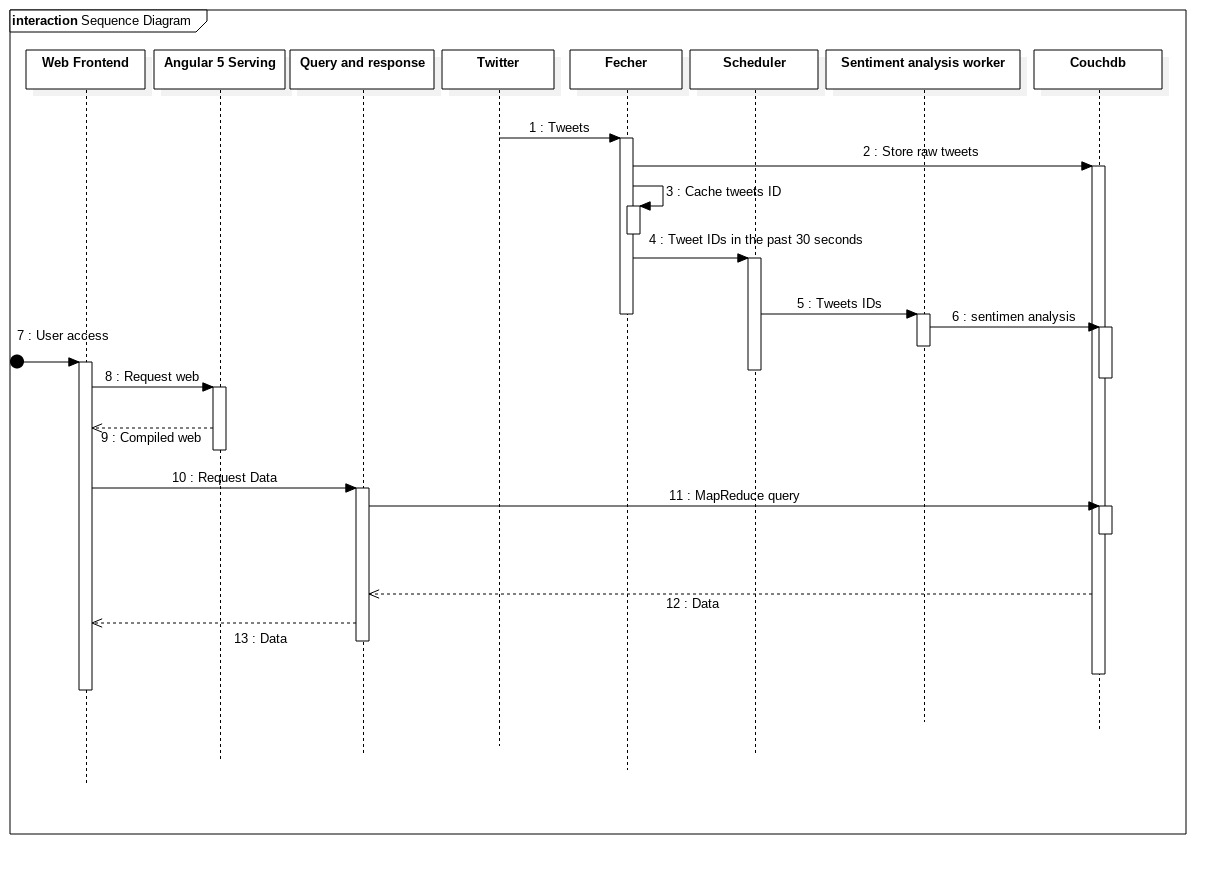 interaction Sequence Diagram
Web Frontend
Angular 5 Serving
Query and response
Twitter
Fecher
Scheduler
Sentiment analysis worker
Couchdb
1 : Tweets
2 : Store raw tweets
3 : Cache tweets ID
4 : Tweet IDs in the past 30 seconds
5 : Tweets IDs
6 : sentimen analysis
7 : User access
8 : Request web
9 : Compiled web
10 : Request Data
11 : MapReduce query
12 : Data
13 : Data